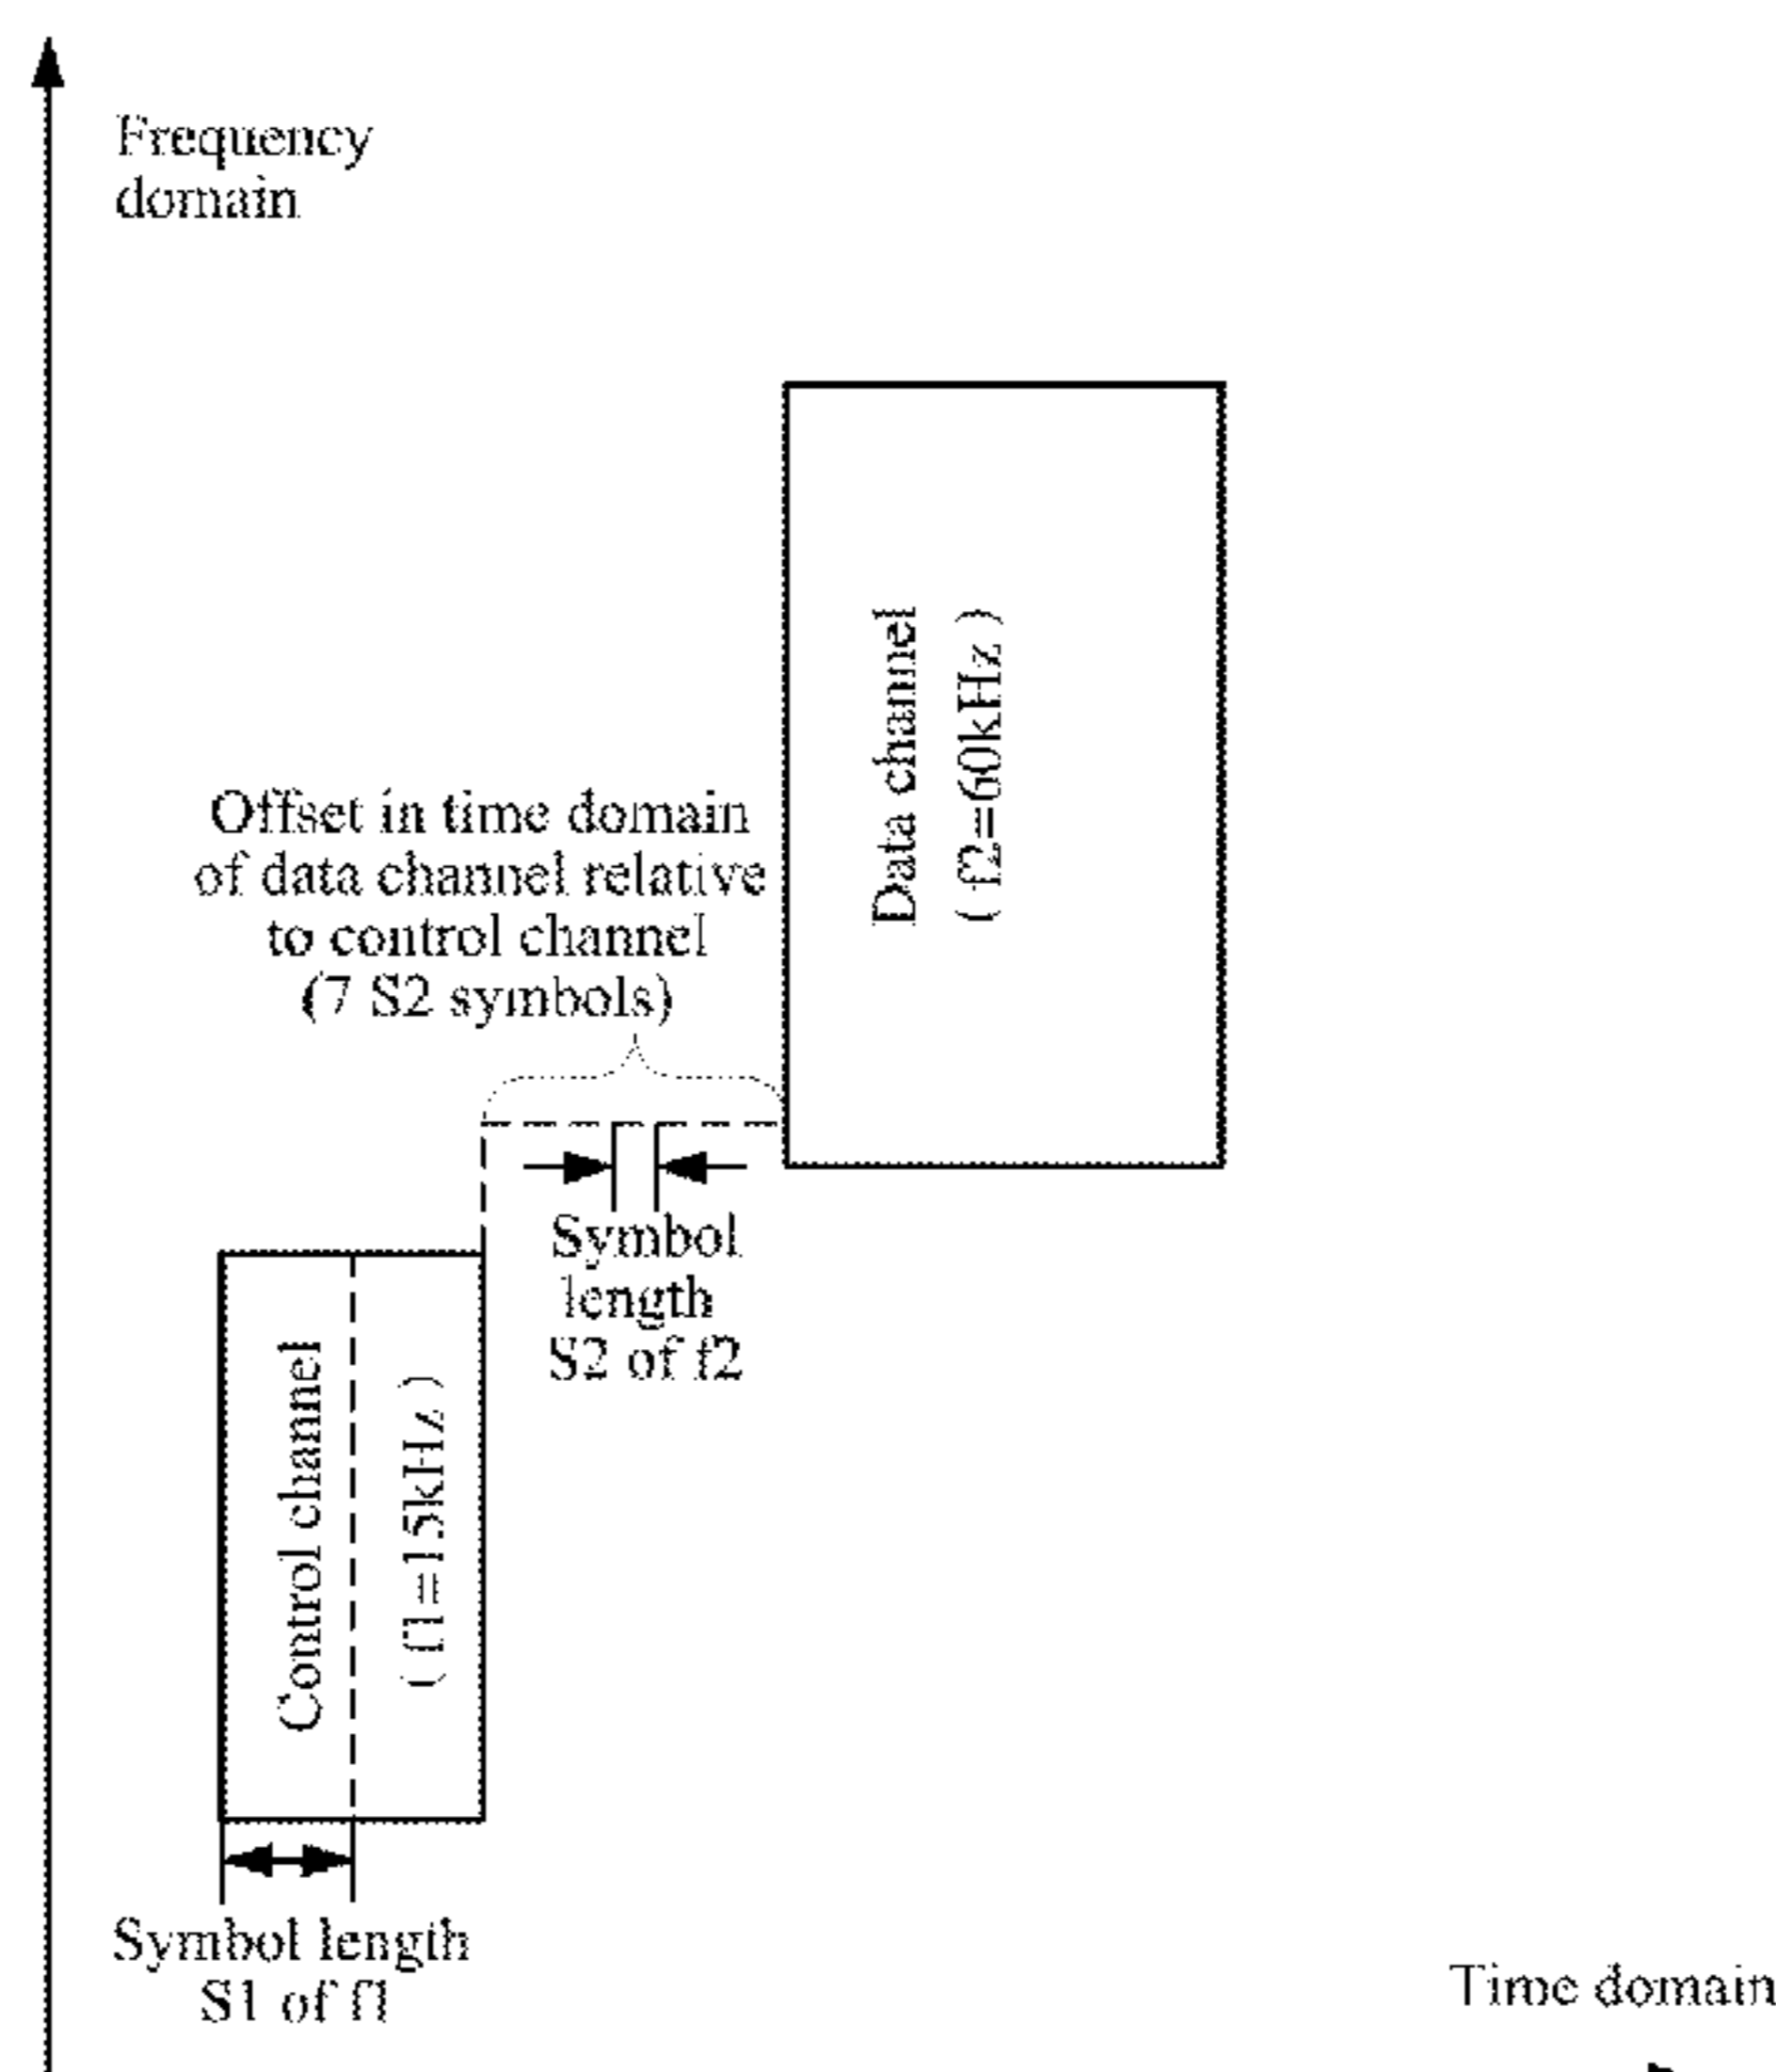 Frequency
domain
Data channel
( f2=60kHz )
Offset in time domain
of data channel relative
to control channel
(7 S2 symbols)
Symbol
length
S2 of f2
Control channel
( f1=15kHz )
Symbol length
S1 of f1
Time domain